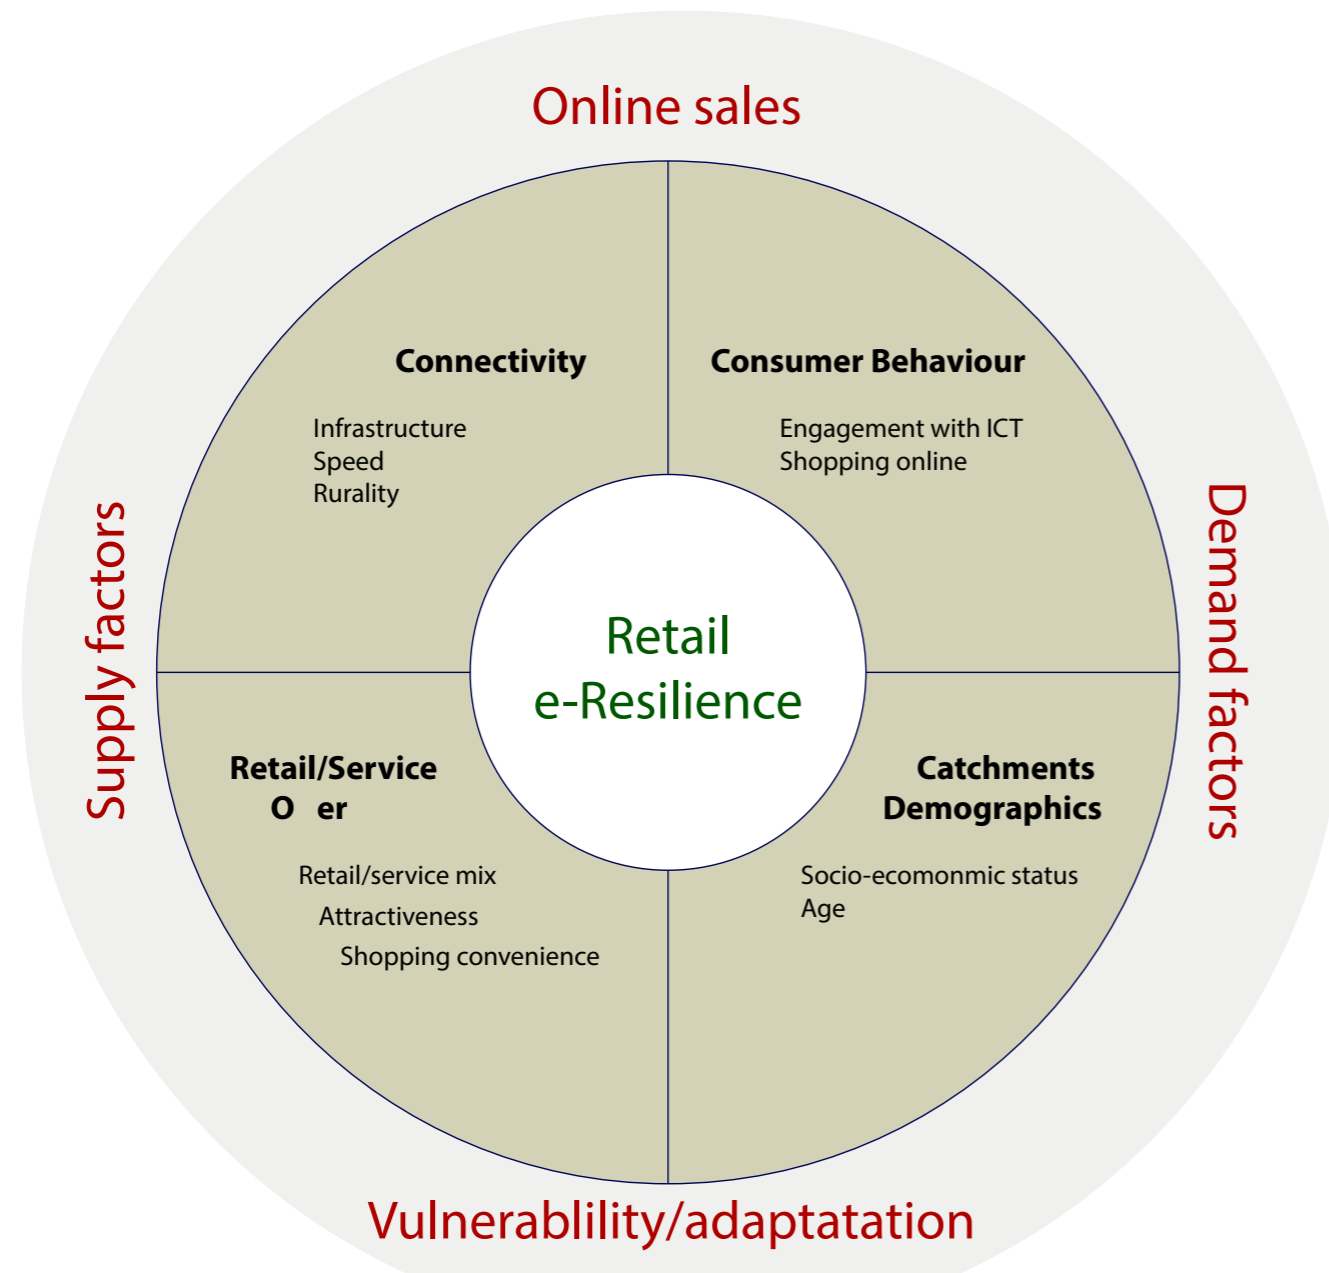 Online sales
Connectivity
Infrastructure
Speed
Rurality
Consumer Behaviour
Engagement with ICT
Shopping online
Supply factors
Demand factors
Retail
e-Resilience
Retail/Service
O er
Retail/service mix
Attractiveness
Shopping convenience
Catchments
Demographics
Socio-ecomonmic status
Age
Vulnerablility/adaptatation